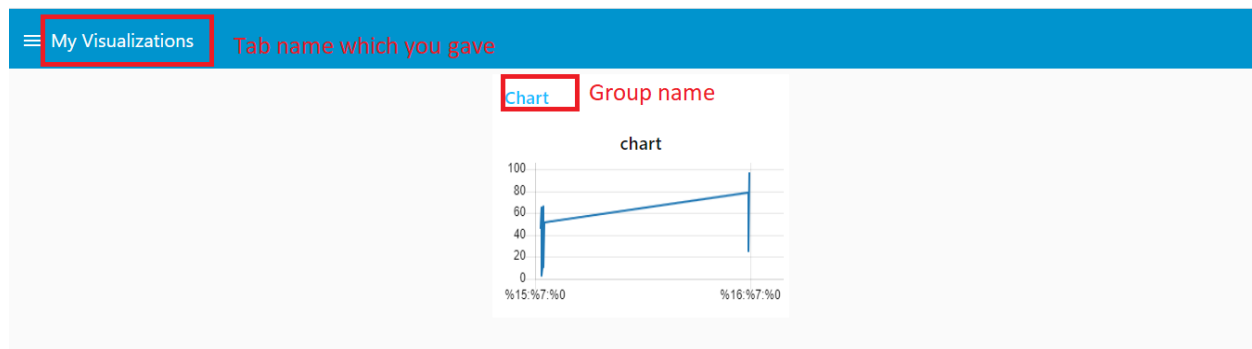 My Visualizations
Tab name which you gave
Chart
Group name
chart
100
80
60
40
20
0
%15:%7:%0 %16:%7:%0